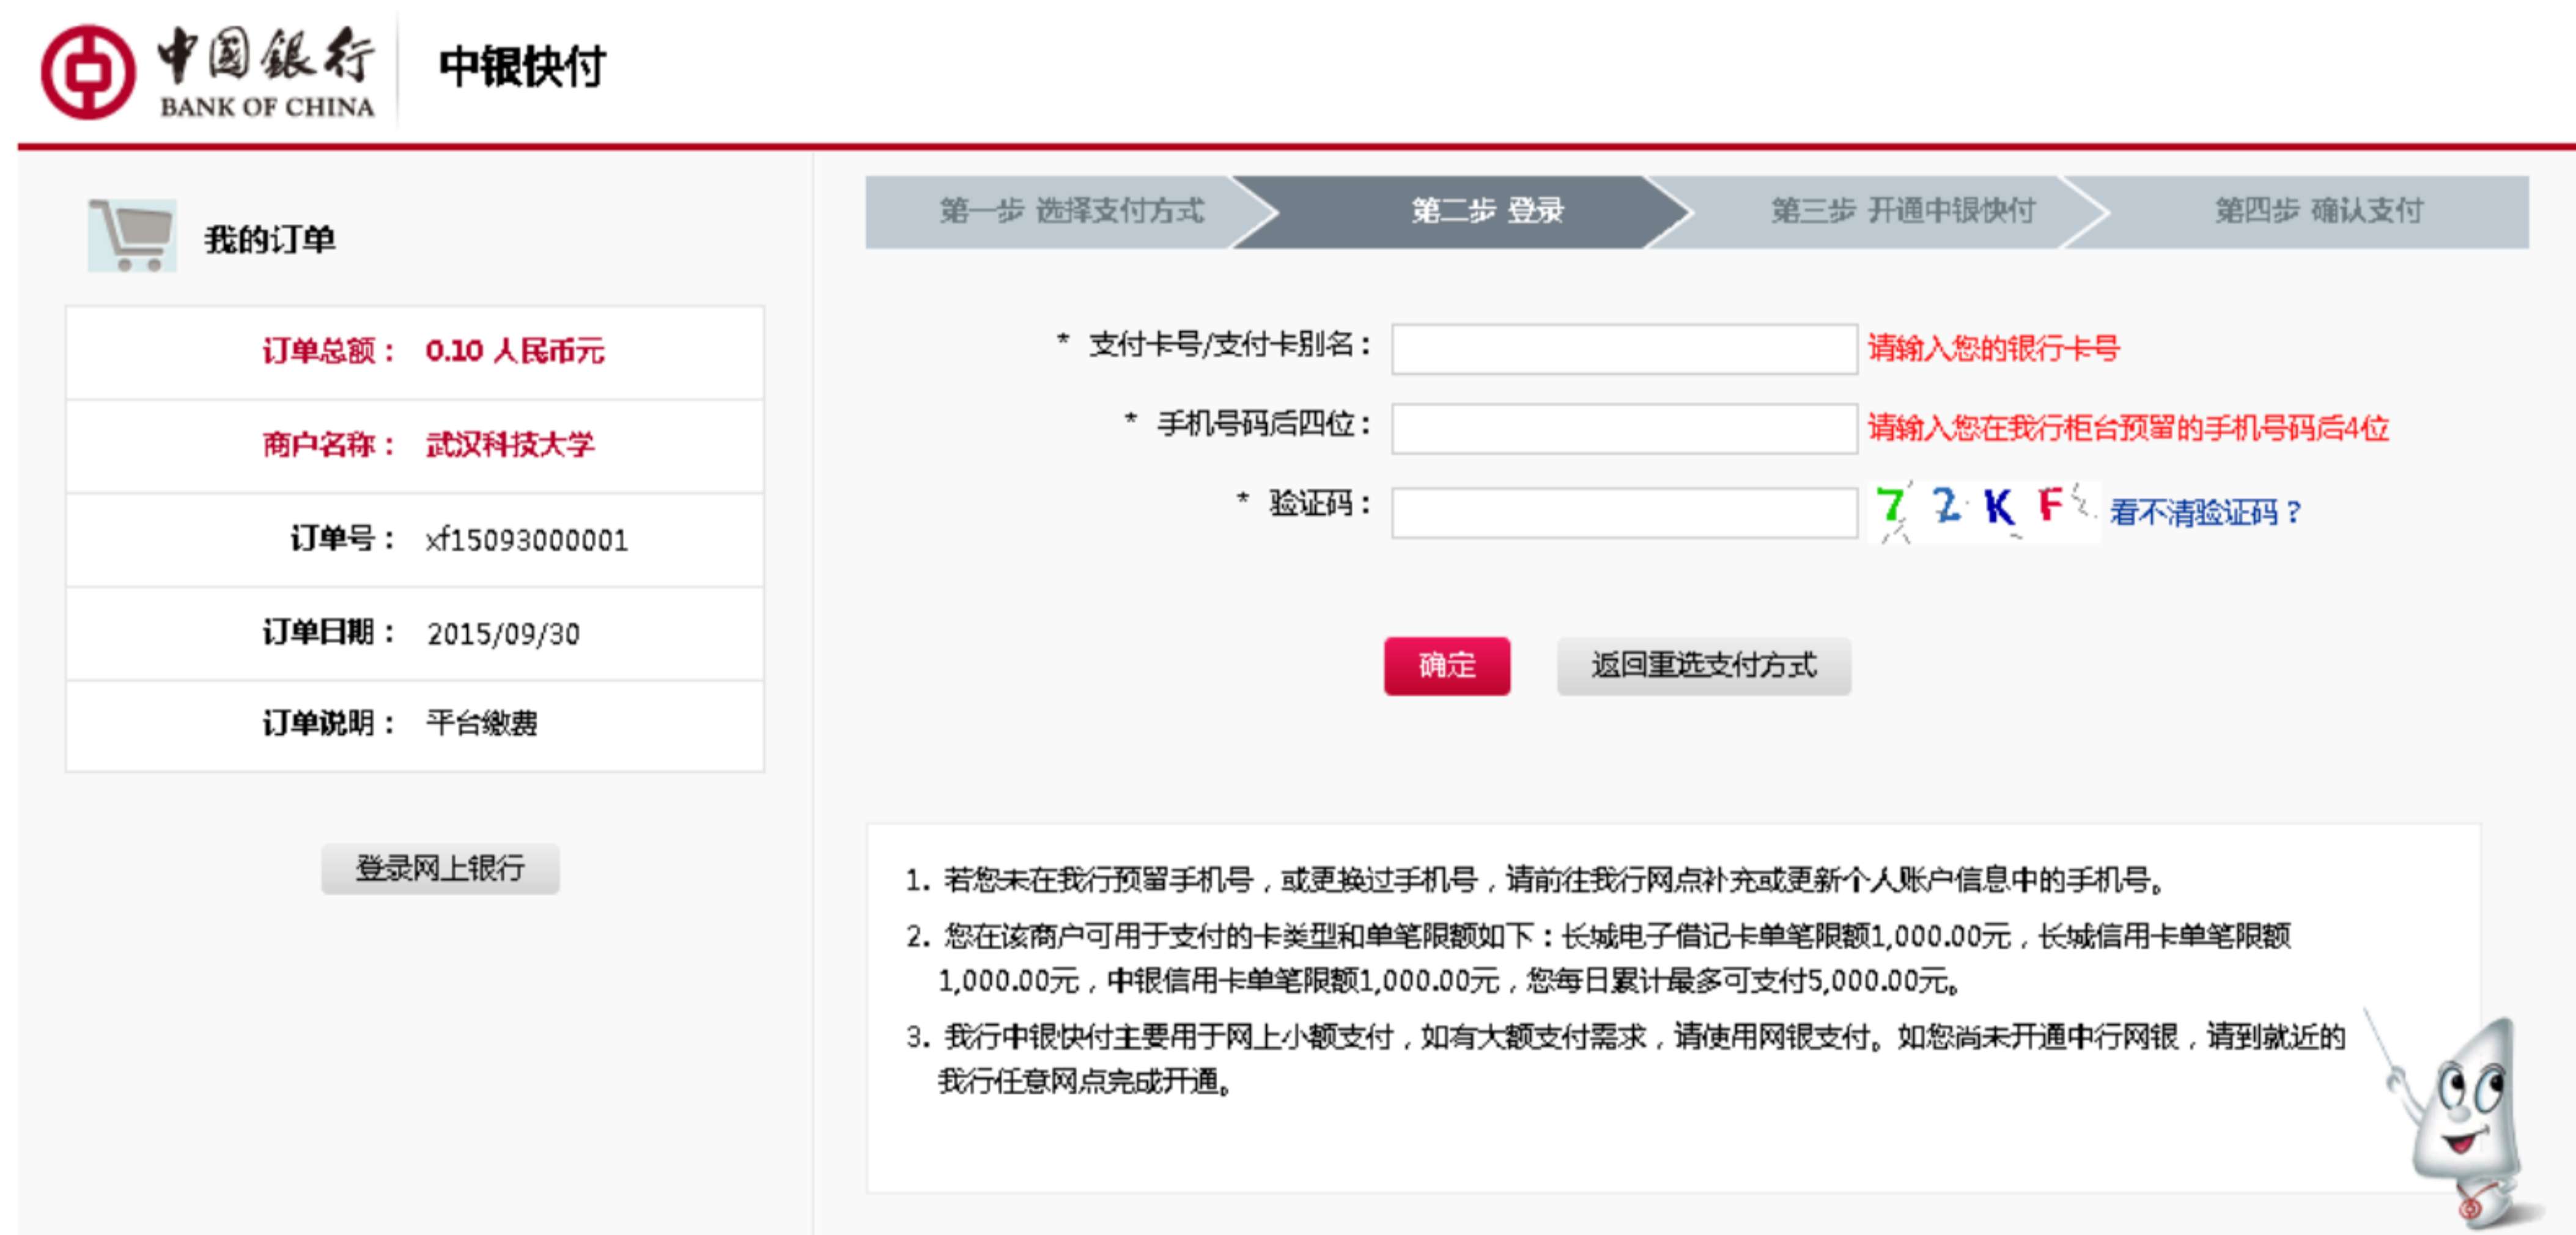 中国銀行
BANK OF CHINA
中银快付
我的订单
订单总额： 0.10 人民币元
商户名称： 武汉科技大学
订单号： xf15093000001
订单日期： 2015/09/30
订单说明： 平台缴费
登录网上银行
第一步 选择支付方式
第二步 登录
第三步 开通中银快付
第四步 确认支付
* 支付卡号/支付卡别名： 请输入您的银行卡号
* 手机号码后四位： 请输入您在我行柜台预留的手机号码后4位
* 验证码： 72KF 看不清验证码？
确定
返回重选支付方式
1. 若您未在我行预留手机号，或更换过手机号，请前往我行网点补充或更新个人账户信息中的手机号。
2. 您在该商户可用于支付的卡类型和单笔限额如下：长城电子借记卡单笔限额1,000.00元，长城信用卡单笔限额
1,000.00元，中银信用卡单笔限额1,000.00元，您每日累计最多可支付5,000.00元。
3. 我行中银快付主要用于网上小额支付，如有大额支付需求，请使用网银支付。如您尚未开通中行网银，请到就近的
我行任意网点完成开通。